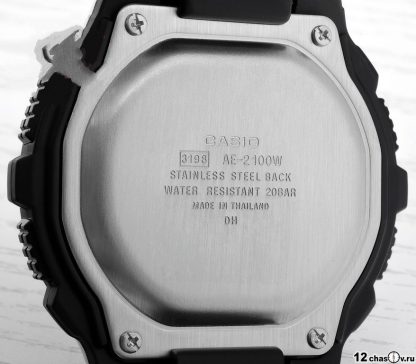 CASIO
3198 AE-2100W
STAINLESS STEEL BACK
WATER RESISTANT 20BAR
MADE IN THAILAND
DH
12chasov.ru